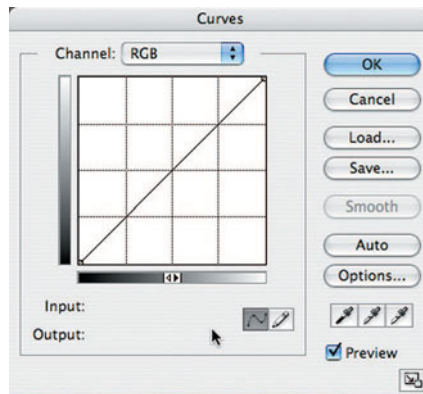 Curves
Channel: RGB
OK
Cancel
Load...
Save...
Smooth
Auto
Options...
Input:
Output:
Preview